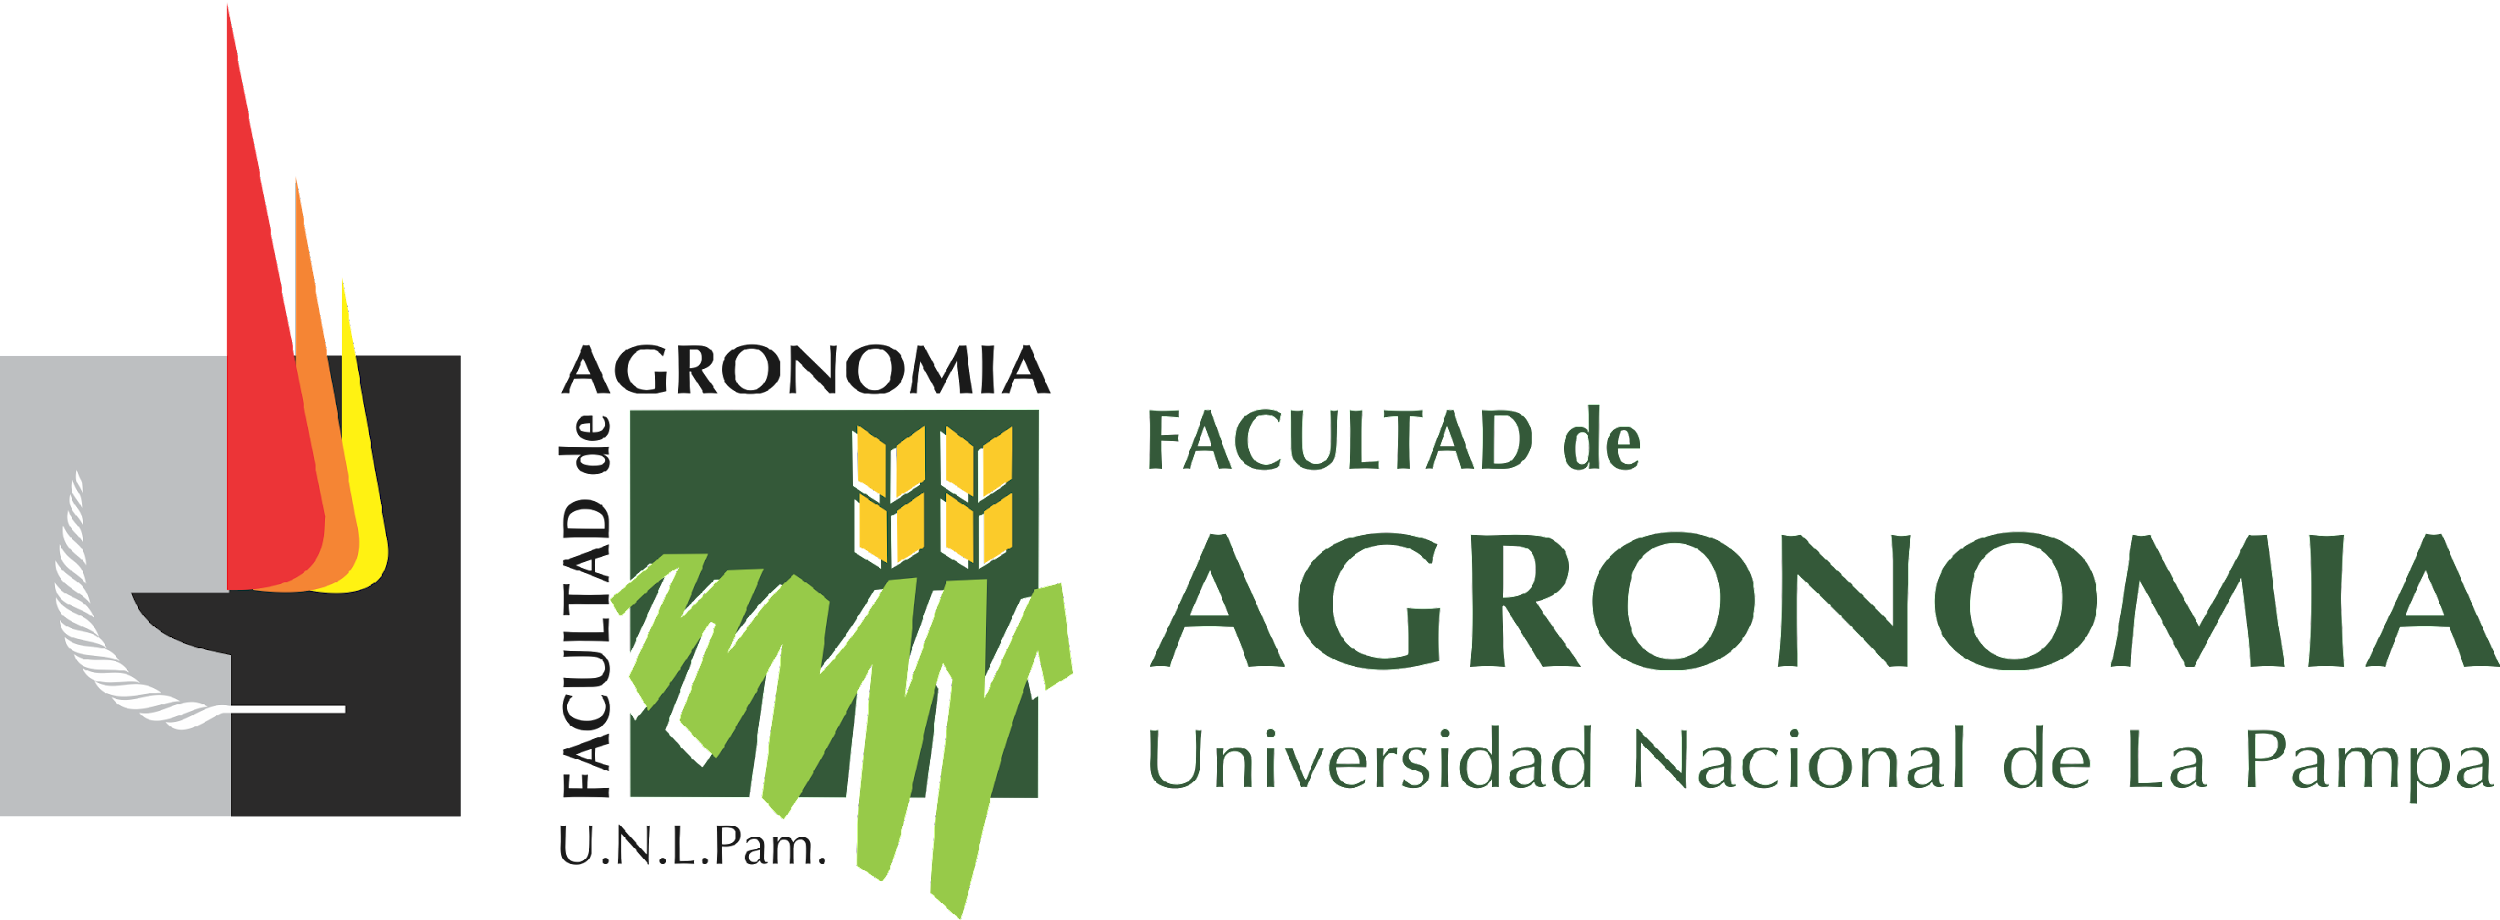 AGRONOMIA
FACULTAD de
U.N.L.Pam.
FACULTAD de
AGRONOMIA
Universidad Nacional de La Pampa